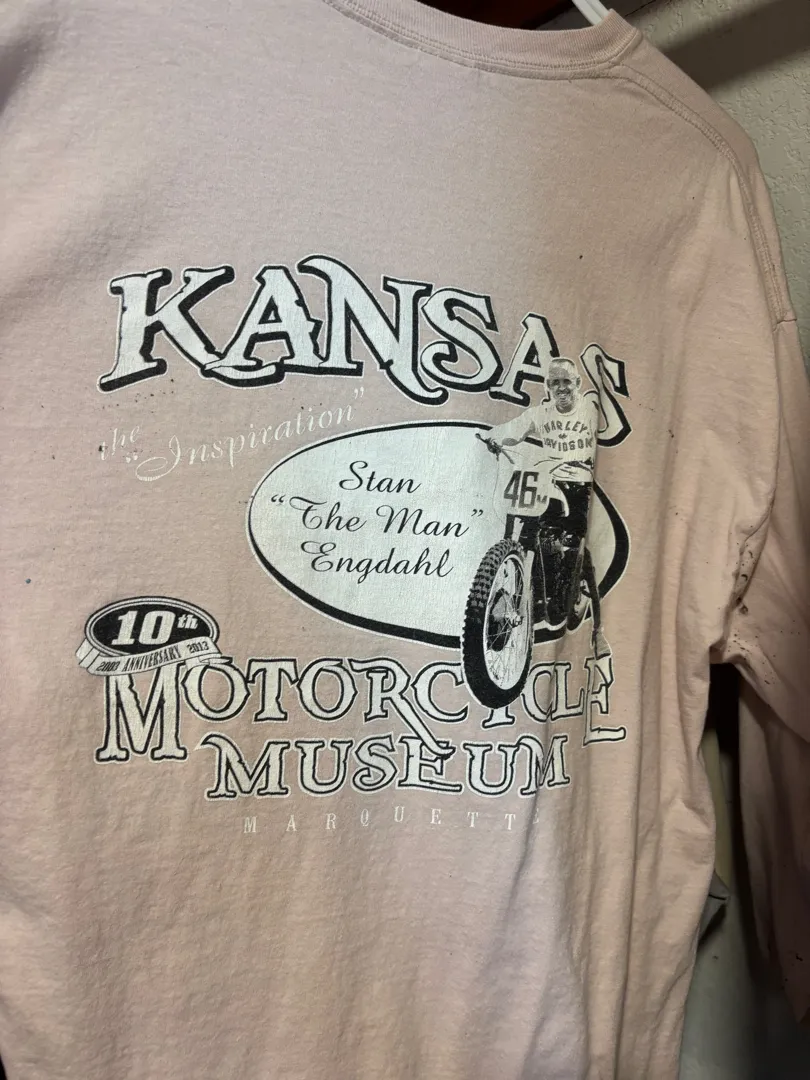 KANSAS
the "Inspiration"
Stan
"The Man"
Engdahl
HARLEY-
DAVIDSON
46
10th
2003 ANNIVERSARY 2013
MOTORCYCLE
MUSEUM
MARQUETTE